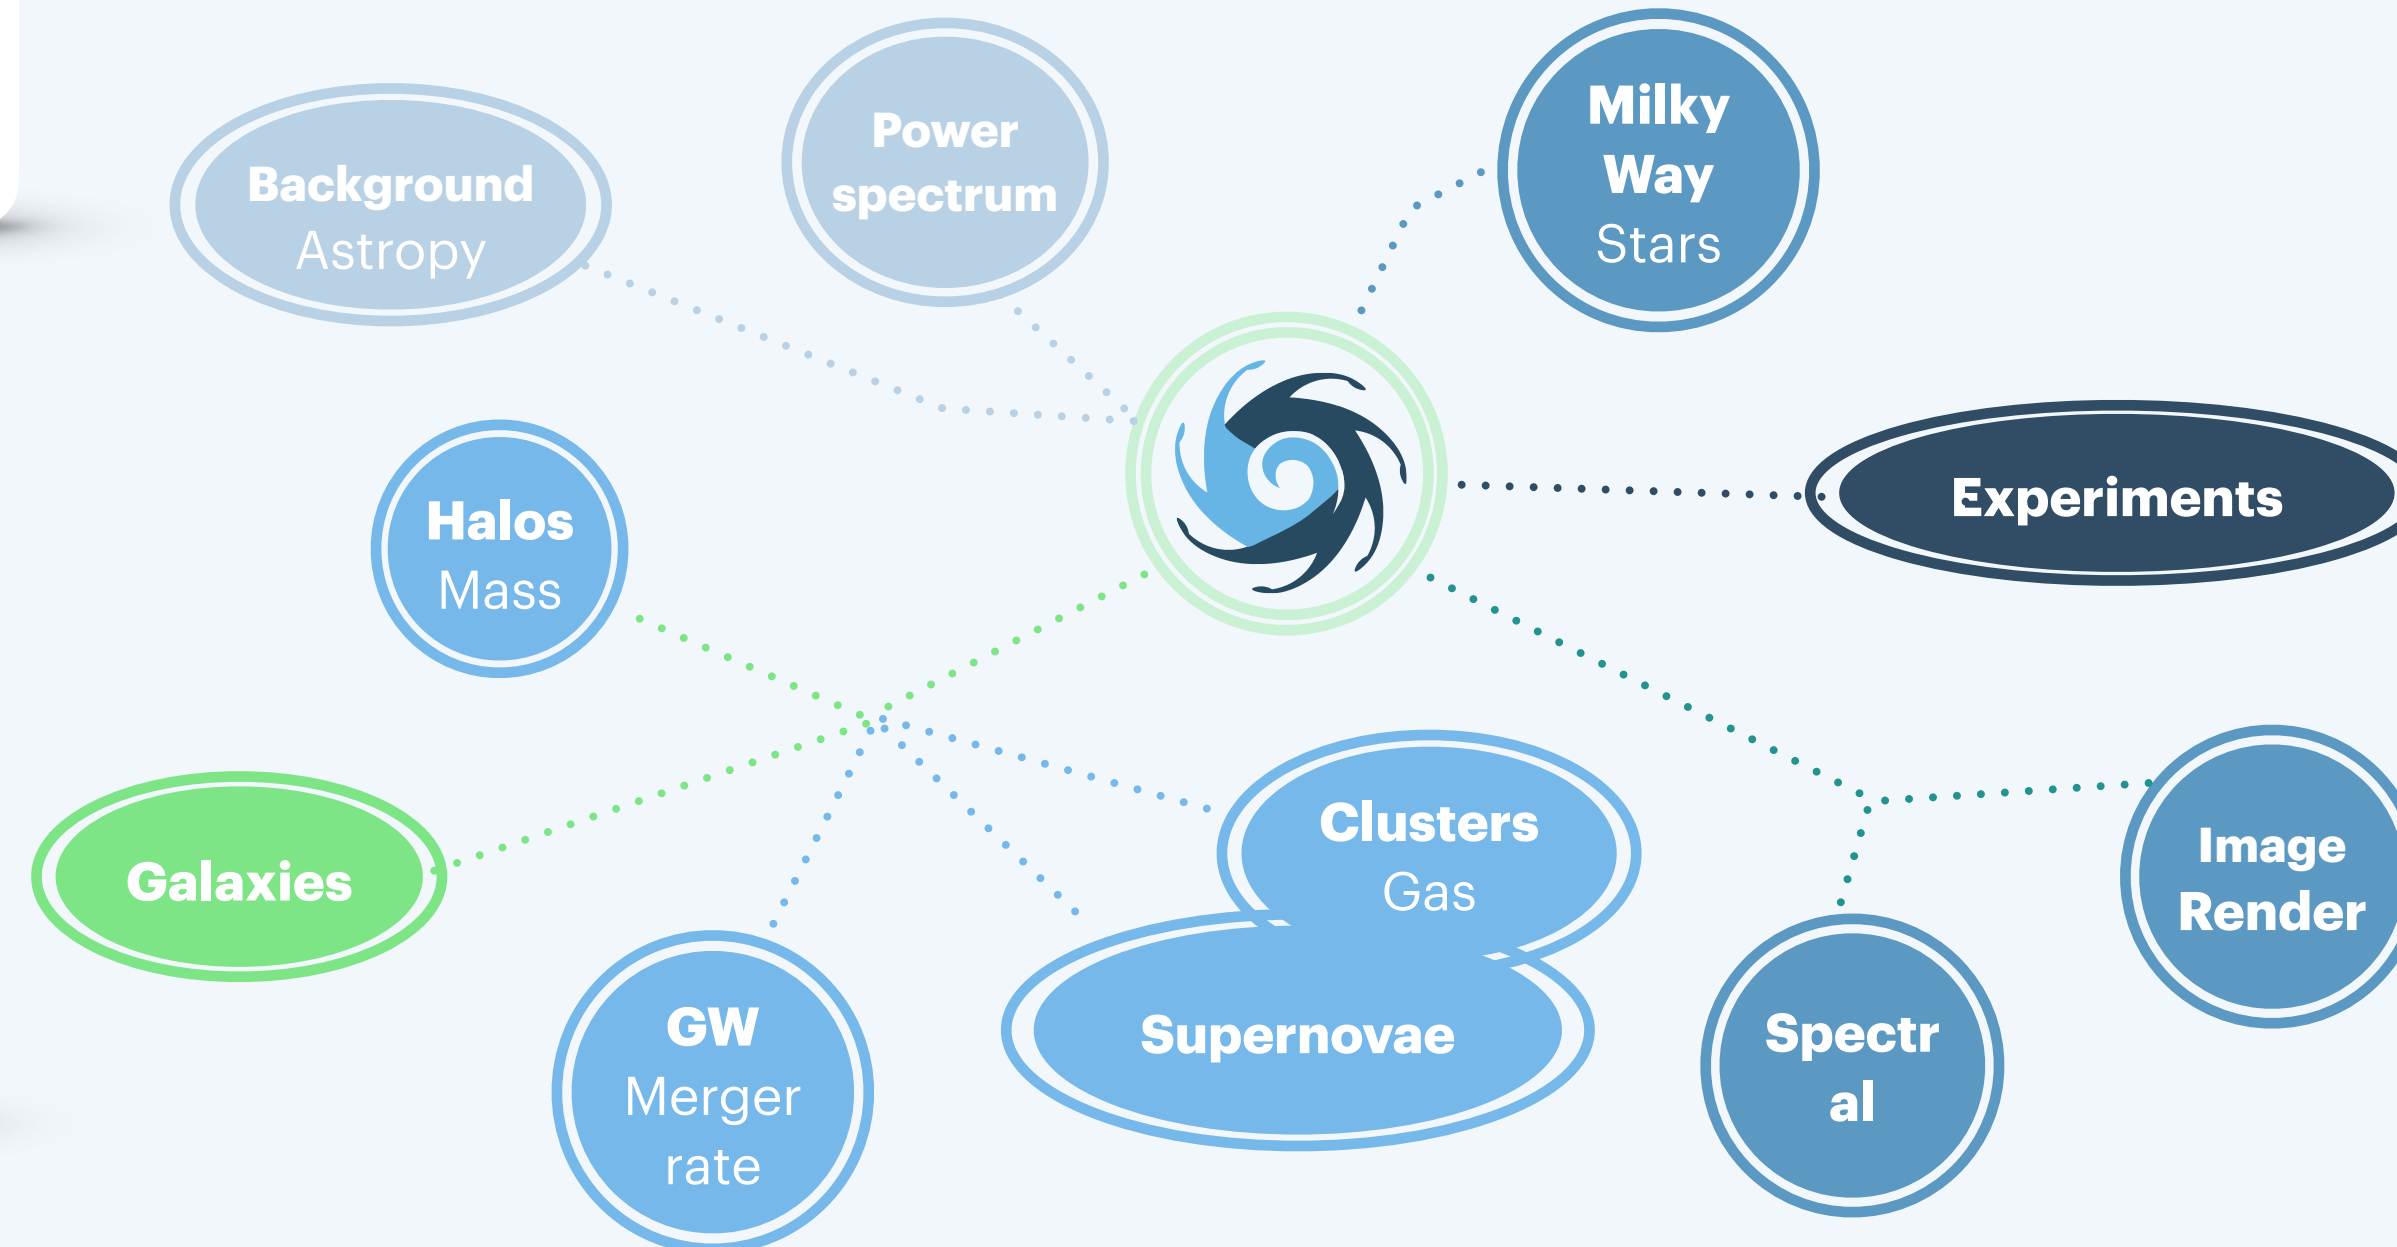 Background
Astropy
Power
spectrum
Milky
Way
Stars
Halos
Mass
Experiments
Galaxies
Clusters
Gas
Image
Render
GW
Merger
rate
Supernovae
Spectr
al